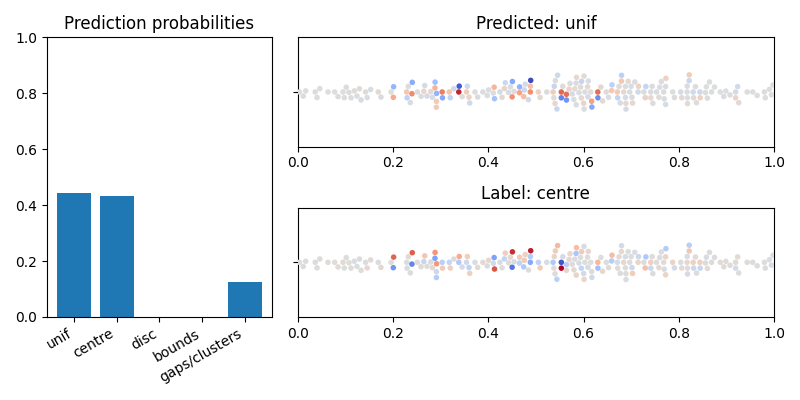 Prediction probabilities
1.0
0.8
0.6
0.4
0.2
0.0
unif
centre
disc
bounds
gaps/clusters
Predicted: unif
0.0 0.2 0.4 0.6 0.8 1.0
Label: centre
0.0 0.2 0.4 0.6 0.8 1.0